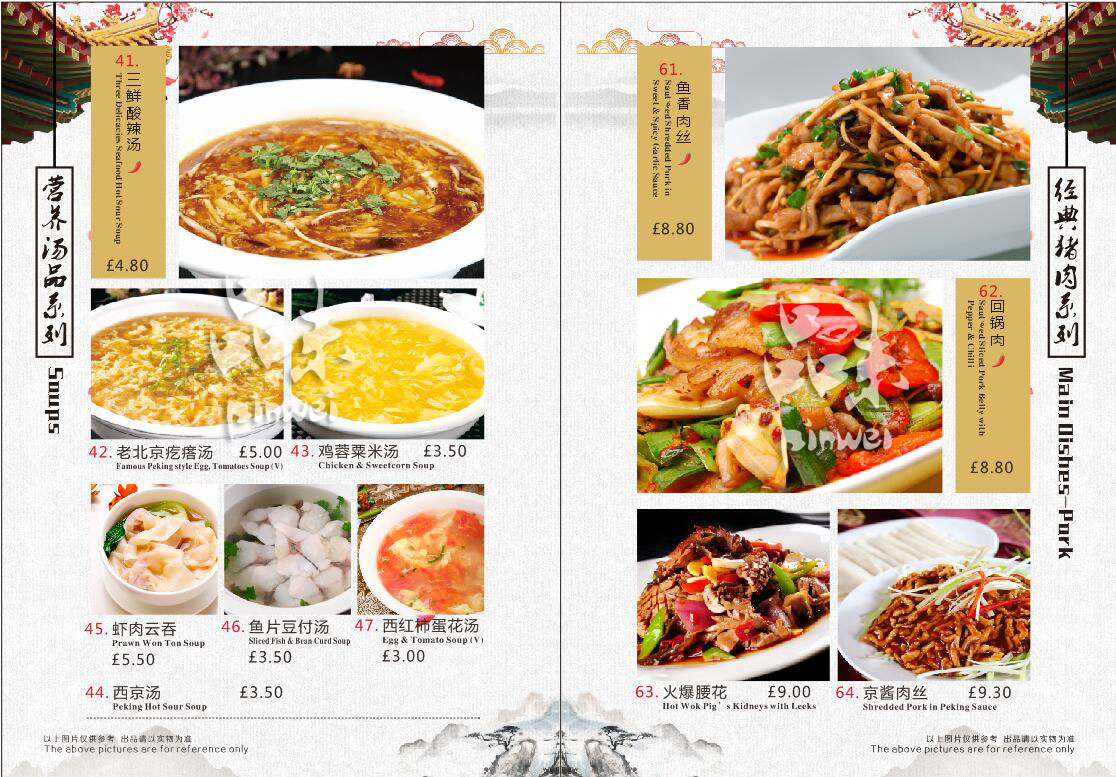 营养汤品系列
Soups
41.
三鲜酸辣汤
Three Delicacies Seafood Hot Sour Soup
£4.80
42. 老北京疙瘩汤 £5.00
Famous Peking style Egg, Tomatoes Soup (V)
43. 鸡蓉粟米汤 £3.50
Chicken & Sweetcorn Soup
45. 虾肉云吞
Prawn Won Ton Soup
£5.50
46. 鱼片豆付汤
Sliced Fish & Bean Curd Soup
£3.50
47. 西红柿蛋花汤
Egg & Tomato Soup (V)
£3.00
44. 西京汤 £3.50
Peking Hot Sour Soup
以上图片仅供参考 出品请以实物为准
The above pictures are for reference only
经典猪肉系列
Main Dishes-Pork
61.
鱼香肉丝
Sauteed Shredded Pork in
Sweet & Spicy Garlic Sauce
£8.80
62.
回锅肉
Sauteed Sliced Pork Belly with
Pepper & Chilli
£8.80
63. 火爆腰花 £9.00
Hot Wok Pig's Kidneys with Leeks
64. 京酱肉丝 £9.30
Shredded Pork in Peking Sauce
以上图片仅供参考 出品请以实物为准
The above pictures are for reference only
品味
pinwei
品味
pinwei